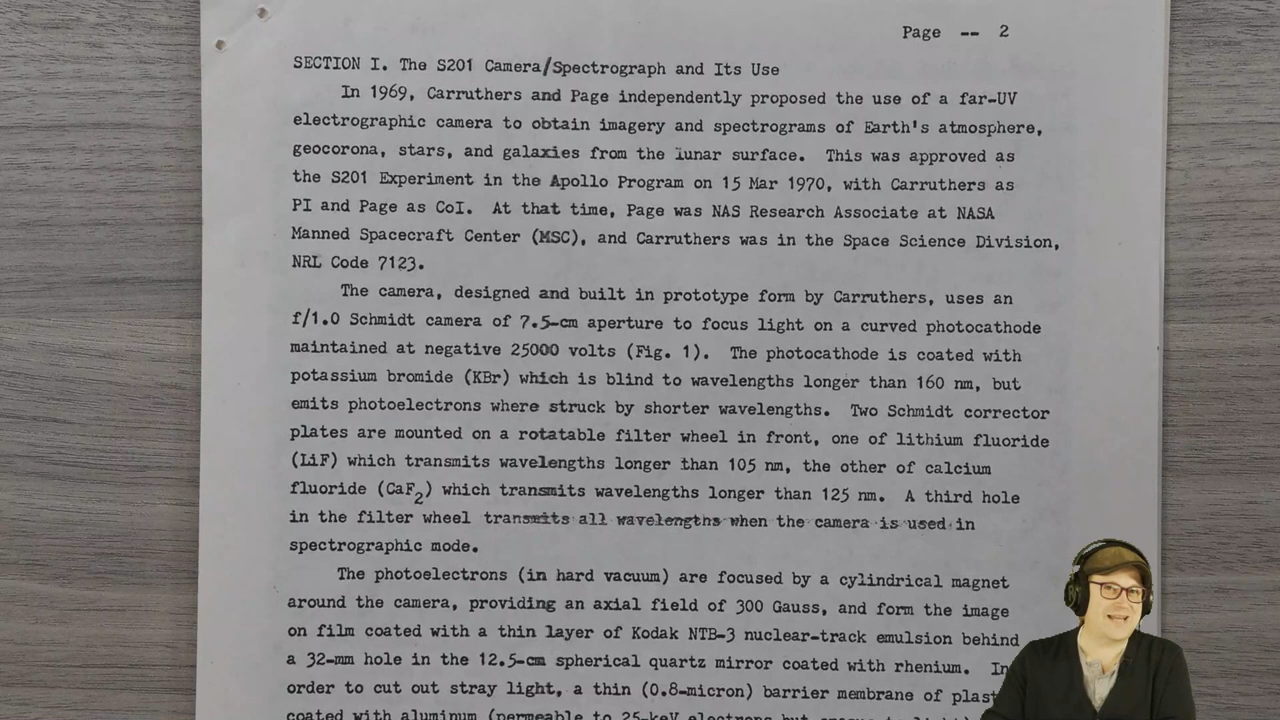 Page -- 2
SECTION I. The S201 Camera/Spectrograph and Its Use
In 1969, Carruthers and Page independently proposed the use of a far-UV
electrographic camera to obtain imagery and spectrograms of Earth's atmosphere,
geocorona, stars, and galaxies from the lunar surface. This was approved as
the S201 Experiment in the Apollo Program on 15 Mar 1970, with Carruthers as
PI and Page as CoI. At that time, Page was NAS Research Associate at NASA
Manned Spacecraft Center (MSC), and Carruthers was in the Space Science Division,
NRL Code 7123.
The camera, designed and built in prototype form by Carruthers, uses an
f/1.0 Schmidt camera of 7.5-cm aperture to focus light on a curved photocathode
maintained at negative 25000 volts (Fig. 1). The photocathode is coated with
potassium bromide (KBr) which is blind to wavelengths longer than 160 nm, but
emits photoelectrons where struck by shorter wavelengths. Two Schmidt corrector
plates are mounted on a rotatable filter wheel in front, one of lithium fluoride
(LiF) which transmits wavelengths longer than 105 nm, the other of calcium
fluoride (CaF2) which transmits wavelengths longer than 125 nm. A third hole
in the filter wheel transmits all wavelengths when the camera is used in
spectrographic mode.
The photoelectrons (in hard vacuum) are focused by a cylindrical magnet
around the camera, providing an axial field of 300 Gauss, and form the image
on film coated with a thin layer of Kodak NTB-3 nuclear-track emulsion behind
a 32-mm hole in the 12.5-cm spherical quartz mirror coated with rhenium. In
order to cut out stray light, a thin (0.8-micron) barrier membrane of plast
coated with aluminum (permeable to 25-keV electrons but